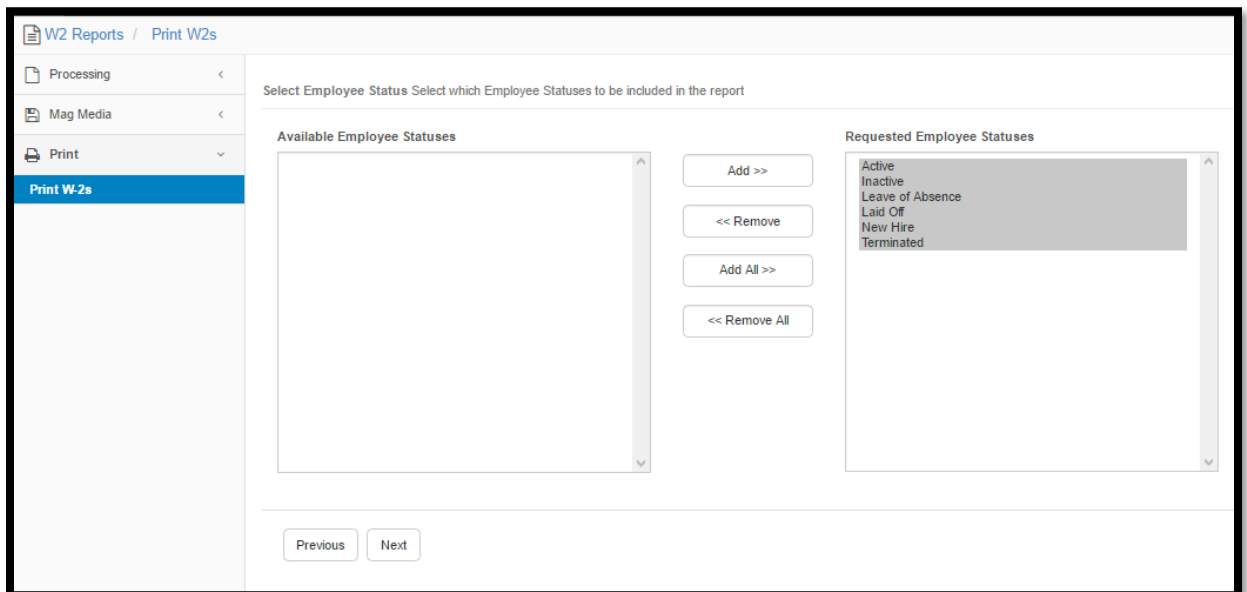 W2 Reports / Print W2s
Processing
Mag Media
Print
Print W-2s
Select Employee Status Select which Employee Statuses to be included in the report
Available Employee Statuses
Add >>
<< Remove
Add All >>
<< Remove All
Requested Employee Statuses
Active
Inactive
Leave of Absence
Laid Off
New Hire
Terminated
Previous
Next